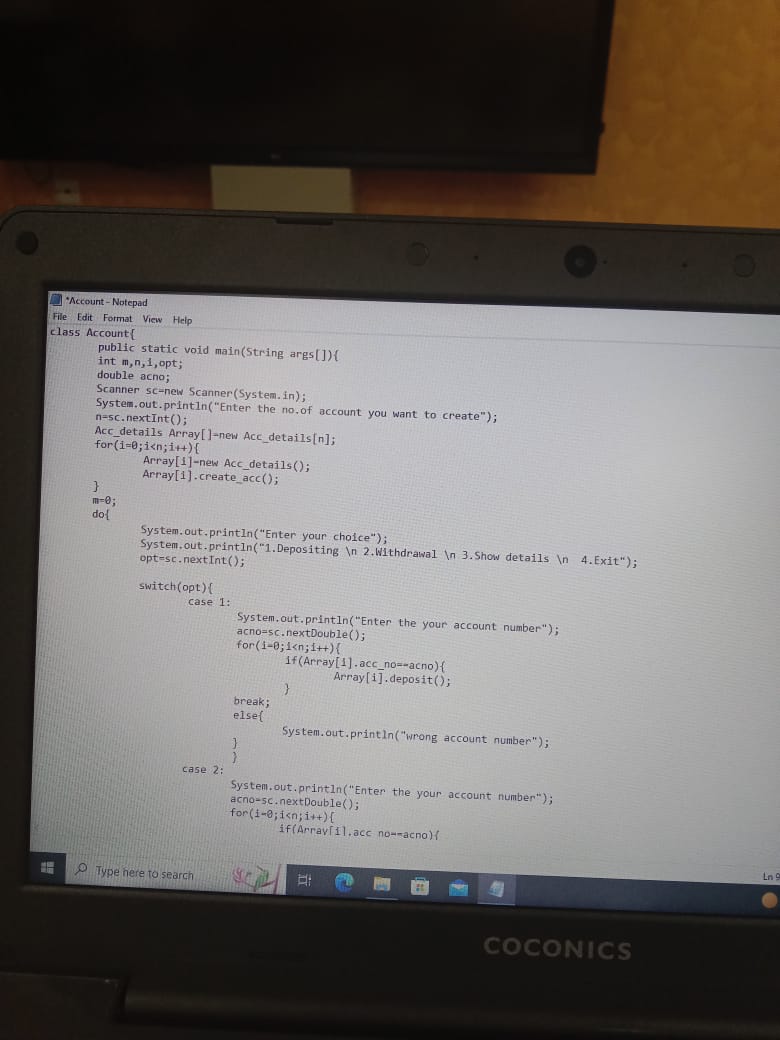 *Account - Notepad
File Edit Format View Help
class Account{
public static void main(String args[]){
int m,n,i,opt;
double acno;
Scanner sc=new Scanner(System.in);
System.out.println("Enter the no.of account you want to create");
n=sc.nextInt();
Acc_details Array[]=new Acc_details[n];
for(i=0;i<n;i++){
Array[i]=new Acc_details();
Array[i].create_acc();
}
m=0;
do{
System.out.println("Enter your choice");
System.out.println("1.Depositing \n 2.Withdrawal \n 3.Show details \n  4.Exit");
opt=sc.nextInt();
switch(opt){
case 1:
System.out.println("Enter the your account number");
acno=sc.nextDouble();
for(i=0;i<n;i++){
if(Array[i].acc_no==acno){
Array[i].deposit();
}
break;
else{
System.out.println("wrong account number");
}
}
case 2:
System.out.println("Enter the your account number");
acno=sc.nextDouble();
for(i=0;i<n;i++){
if(Array[i].acc_no==acno){
Ln 9
Type here to search
COCONICS